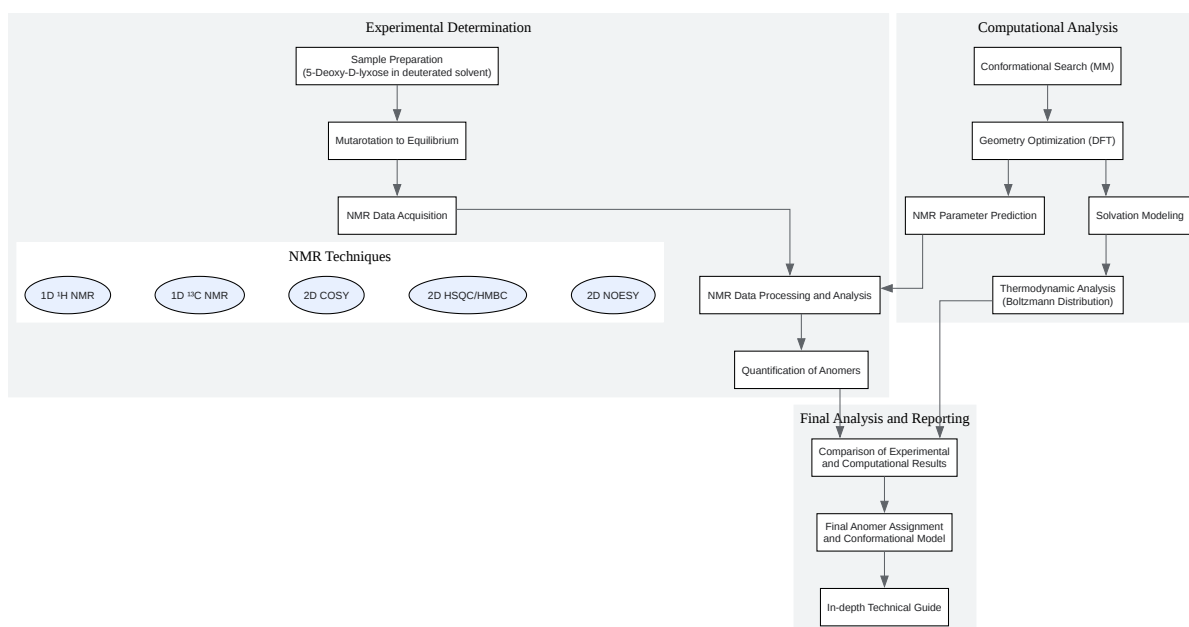 Experimental Determination
Sample Preparation
(5-Deoxy-D-lyxose in deuterated solvent)
Mutarotation to Equilibrium
NMR Data Acquisition
NMR Techniques
1D ¹H NMR
1D ¹³C NMR
2D COSY
2D HSQC/HMBC
2D NOESY
NMR Data Processing and Analysis
Quantification of Anomers
Computational Analysis
Conformational Search (MM)
Geometry Optimization (DFT)
NMR Parameter Prediction
Solvation Modeling
Thermodynamic Analysis
(Boltzmann Distribution)
Final Analysis and Reporting
Comparison of Experimental
and Computational Results
Final Anomer Assignment
and Conformational Model
In-depth Technical Guide